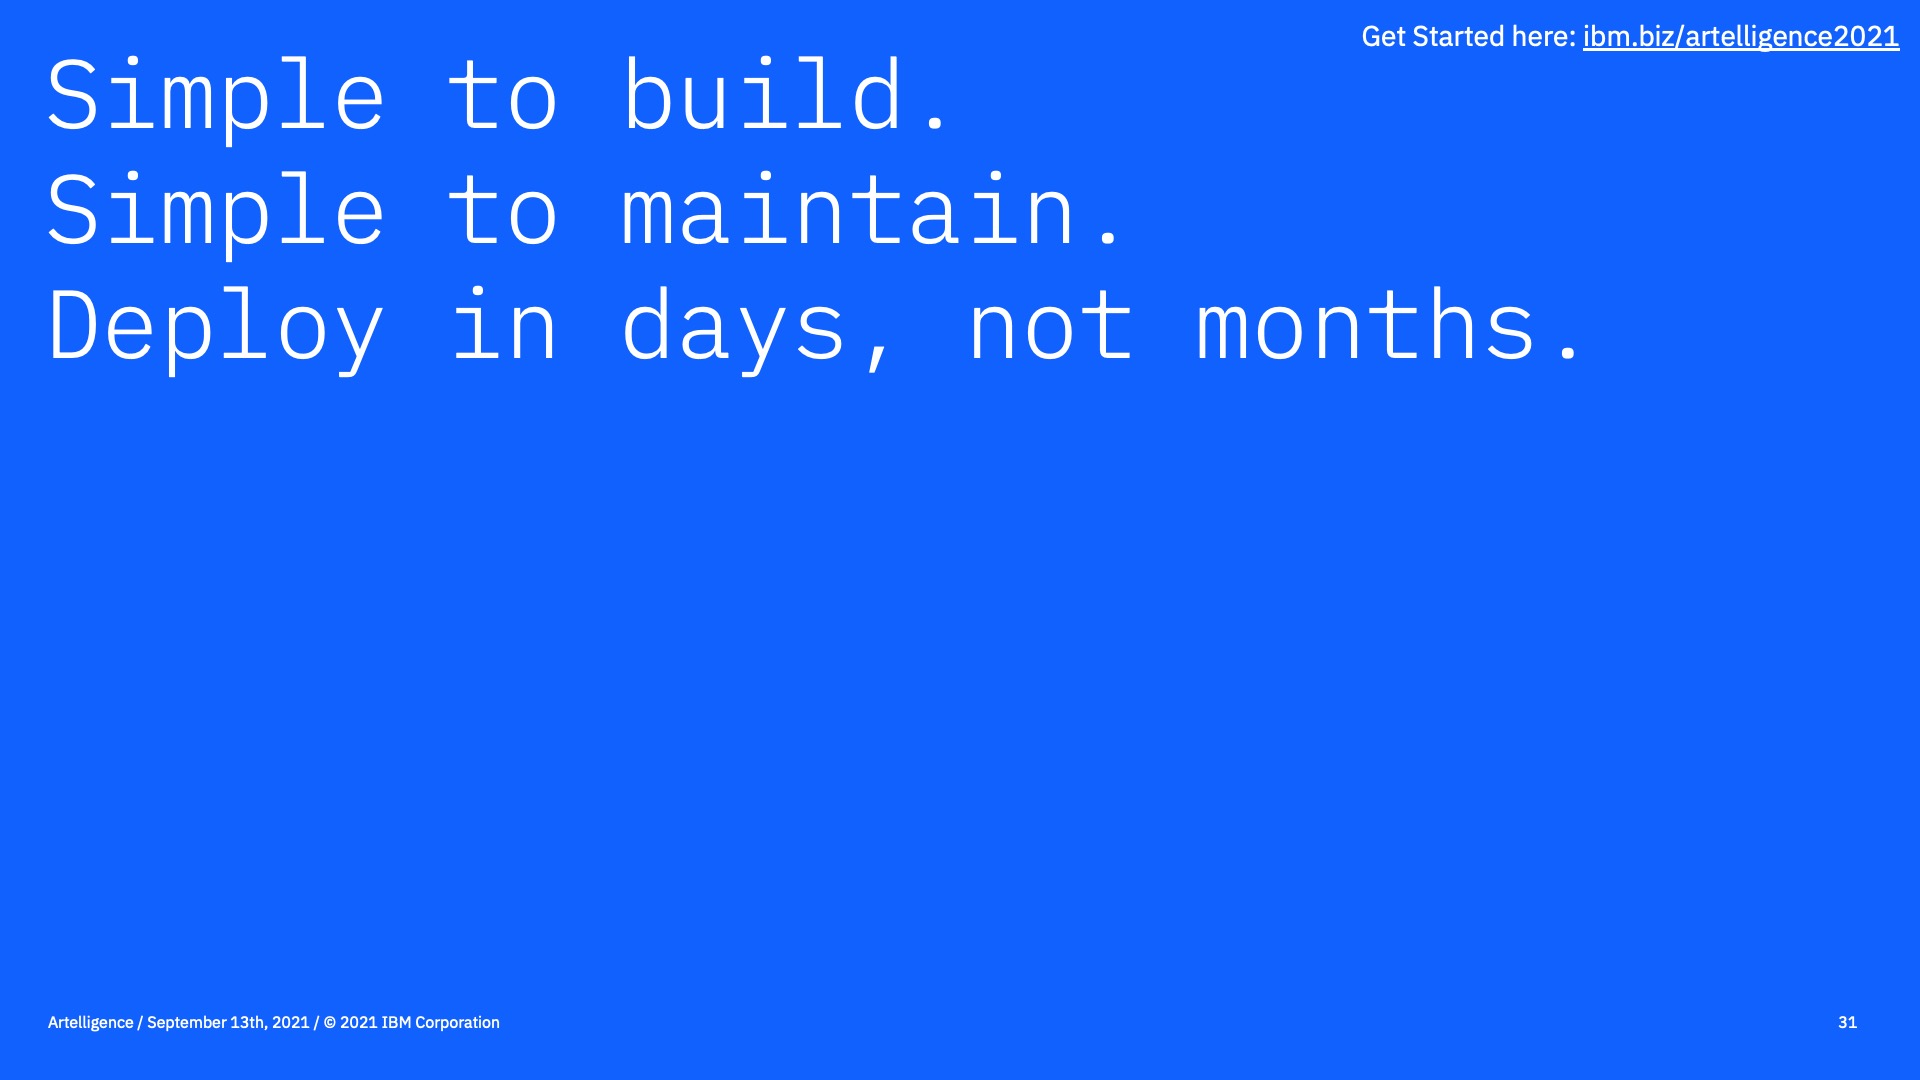 Get Started here: ibm.biz/artelligence2021
Simple to build.
Simple to maintain.
Deploy in days, not months.
Artelligence / September 13th, 2021 / © 2021 IBM Corporation
31